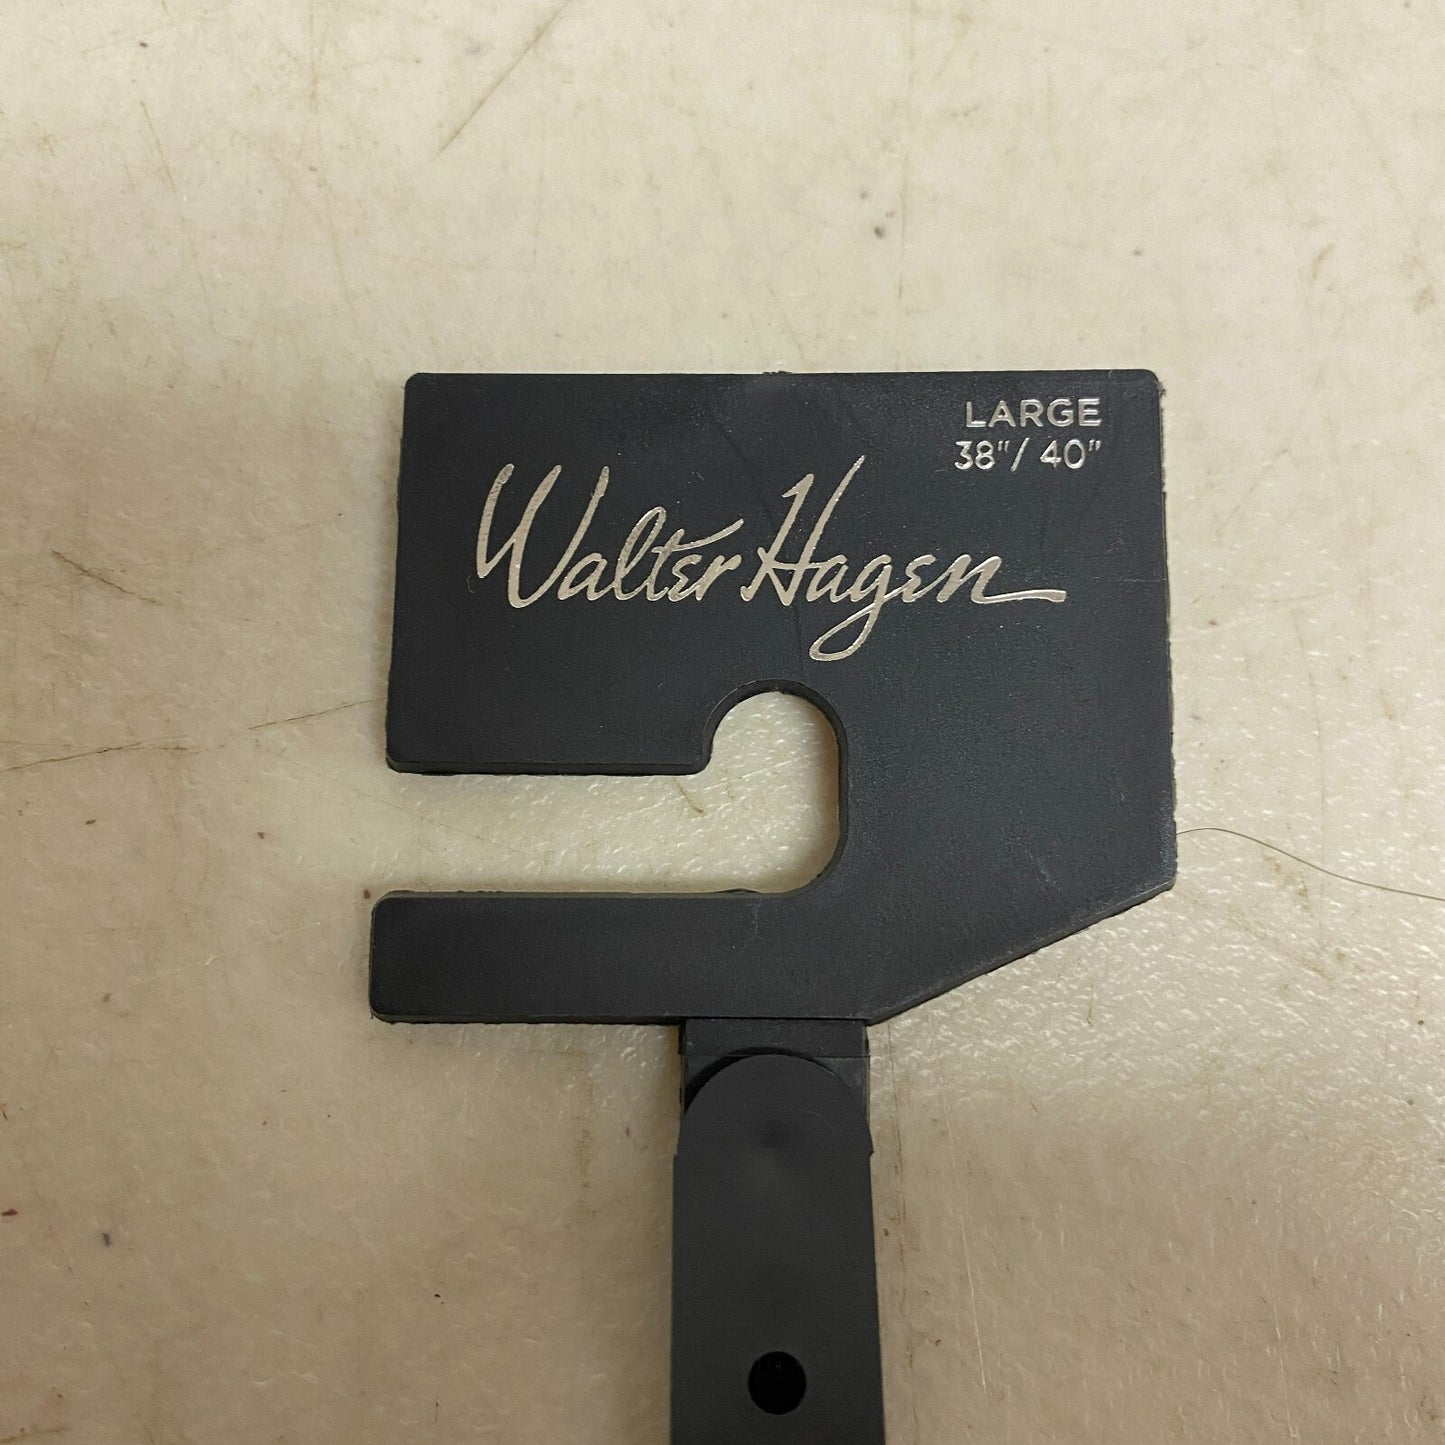 LARGE
38"/ 40"
Walter Hagen